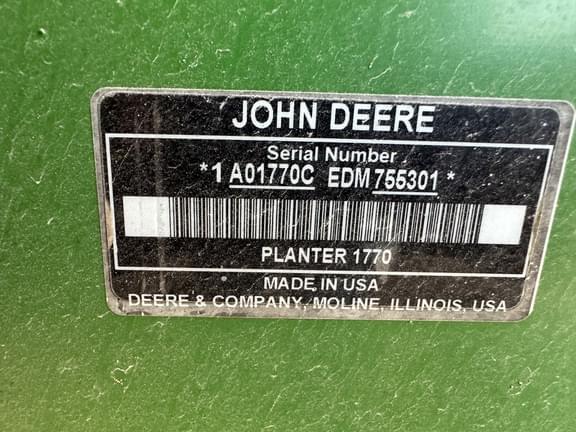 JOHN DEERE
Serial Number
*1 A01770C EDM 755301 *
PLANTER 1770
MADE IN USA
DEERE & COMPANY, MOLINE, ILLINOIS, USA